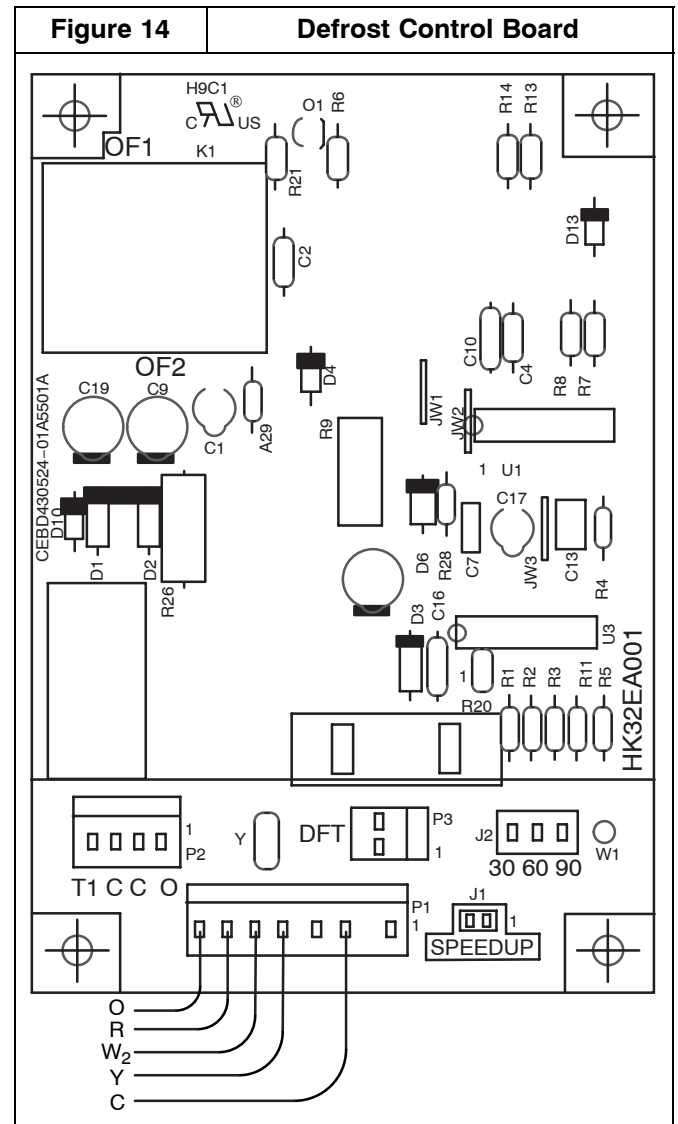 Figure 14 Defrost Control Board
H9C1
C ® US
O1
R6
R14
R13
OF1
K1
R21
D13
C2
OF2
C19
C9
C1
A29
D4
C10
C4
R8
R7
JW1
JW2
R9
CEBD430524-01A5501A
1 U1
C17
D10
D1
D2
R26
D6
R28
C7
JW3
C13
R4
D3
C16
U3
1
R20
R1
R2
R3
R11
R5
HK32EA001
1
P2
T1 C C O
Y
DFT
P3
1
J2
30 60 90
W1
P1
1
J1
1
SPEEDUP
O
R
W2
Y
C